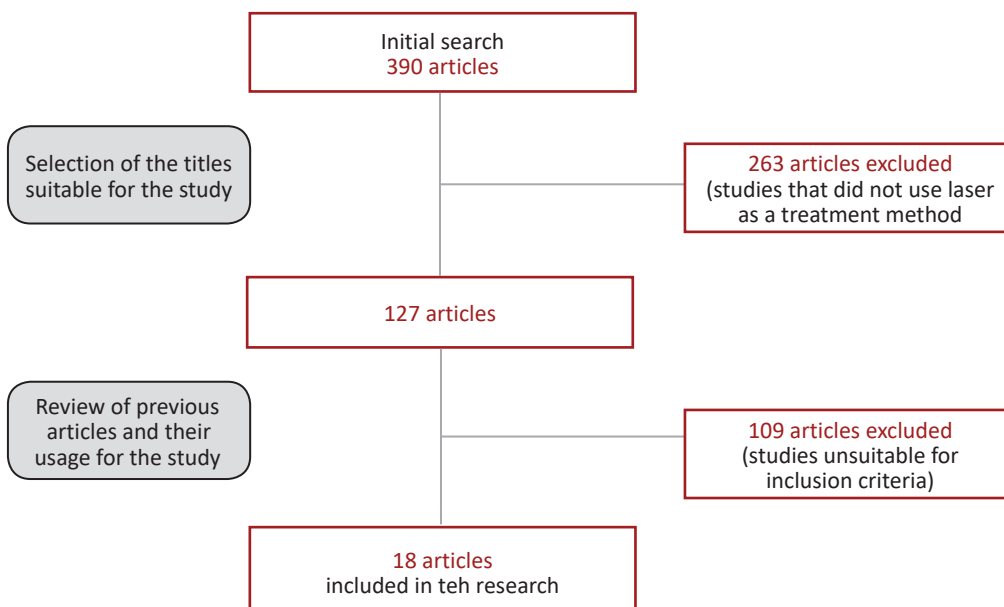 Initial search
390 articles
Selection of the titles
suitable for the study
263 articles excluded
(studies that did not use laser
as a treatment method
127 articles
Review of previous
articles and their
usage for the study
109 articles excluded
(studies unsuitable for
inclusion criteria)
18 articles
included in teh research